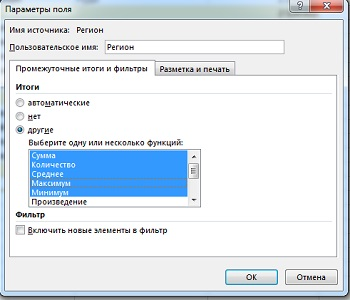 Параметры поля
Имя источника: Регион
Пользовательское имя: Регион
Промежуточные итоги и фильтры
Разметка и печать
Итоги
автоматические
нет
другие
Выберите одну или несколько функций:
Сумма
Количество
Среднее
Максимум
Минимум
Произведение
Фильтр
Включить новые элементы в фильтр
ОК
Отмена